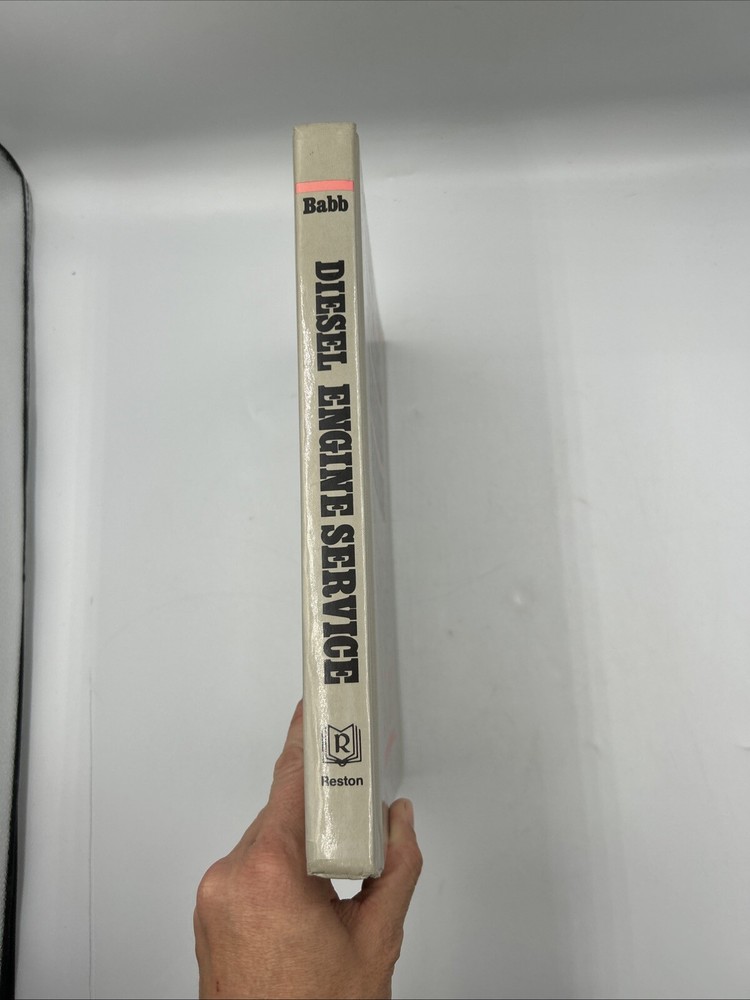 Babb
DIESEL ENGINE SERVICE
R
Reston